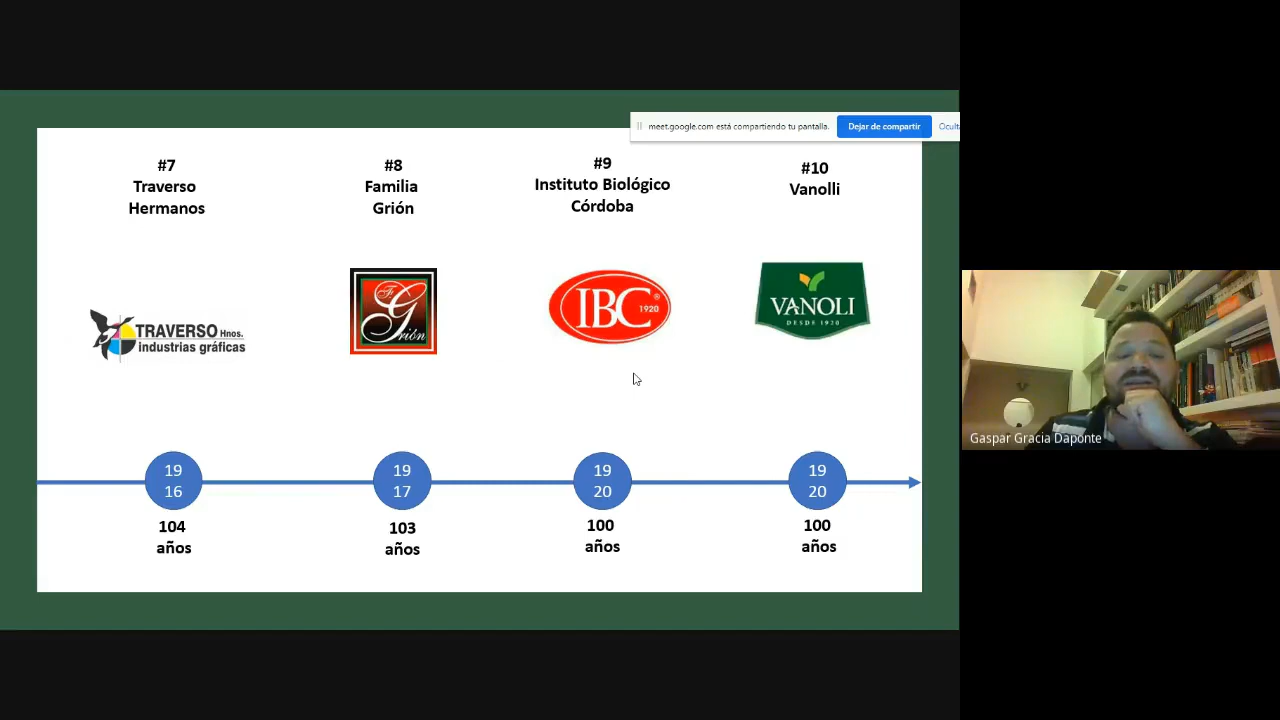 meet.google.com está compartiendo tu pantalla.
Dejar de compartir
Ocult
#7
Traverso
Hermanos
#8
Familia
Grión
#9
Instituto Biológico
Córdoba
#10
Vanolli
TRAVERSO Hnos.
industrias gráficas
F
Grión
IBC®
1920
VANOLI
DESDE 1920
19
16
19
17
19
20
19
20
104
años
103
años
100
años
100
años
Gaspar Gracia Daponte